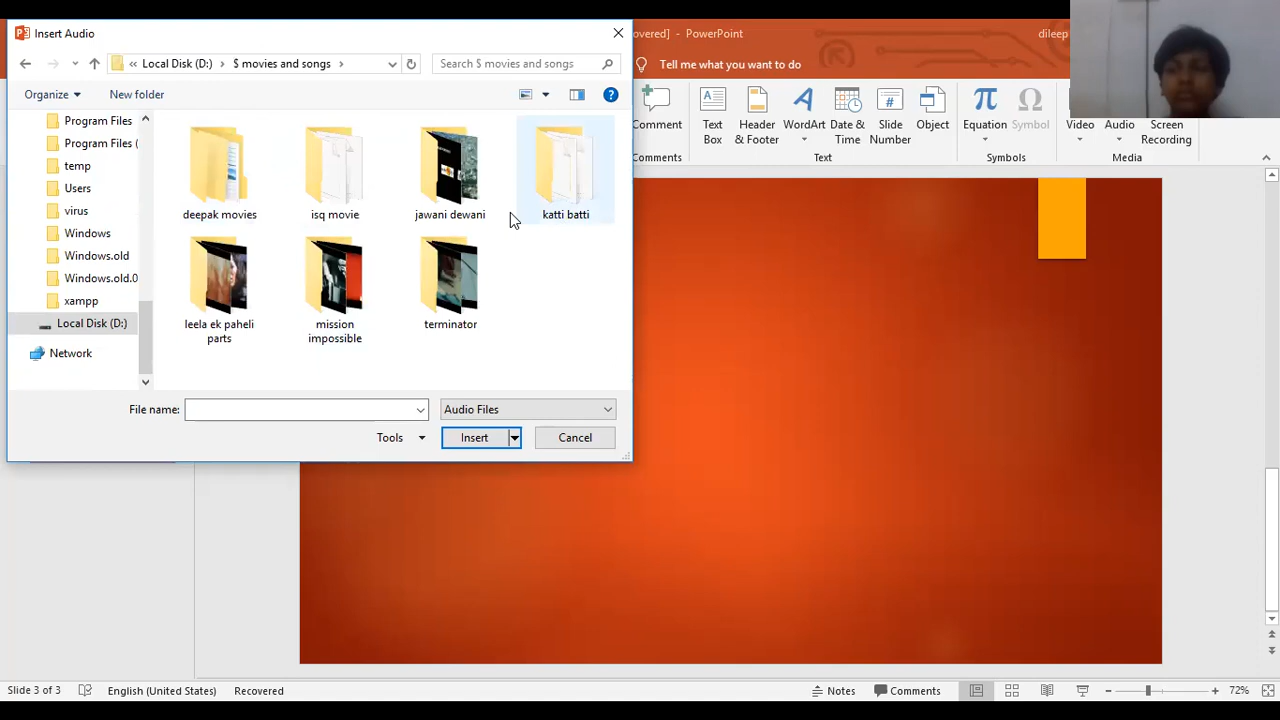 Insert Audio
overed] - PowerPoint
dileep
Local Disk (D:)
$ movies and songs
Search $ movies and songs
Tell me what you want to do
Organize
New folder
Program Files
Program Files (
temp
Users
virus
Windows
Windows.old
Windows.old.0
xampp
Local Disk (D:)
Network
deepak movies
isq movie
jawani dewani
katti batti
leela ek paheli
parts
mission
impossible
terminator
File name:
Audio Files
Tools
Insert
Cancel
Comment
Text
Box
Header
& Footer
WordArt
Date &
Time
Slide
Number
Object
Equation
Symbol
Video
Audio
Screen
Recording
Comments
Text
Symbols
Media
Slide 3 of 3
English (United States)
Recovered
Notes
Comments
72%